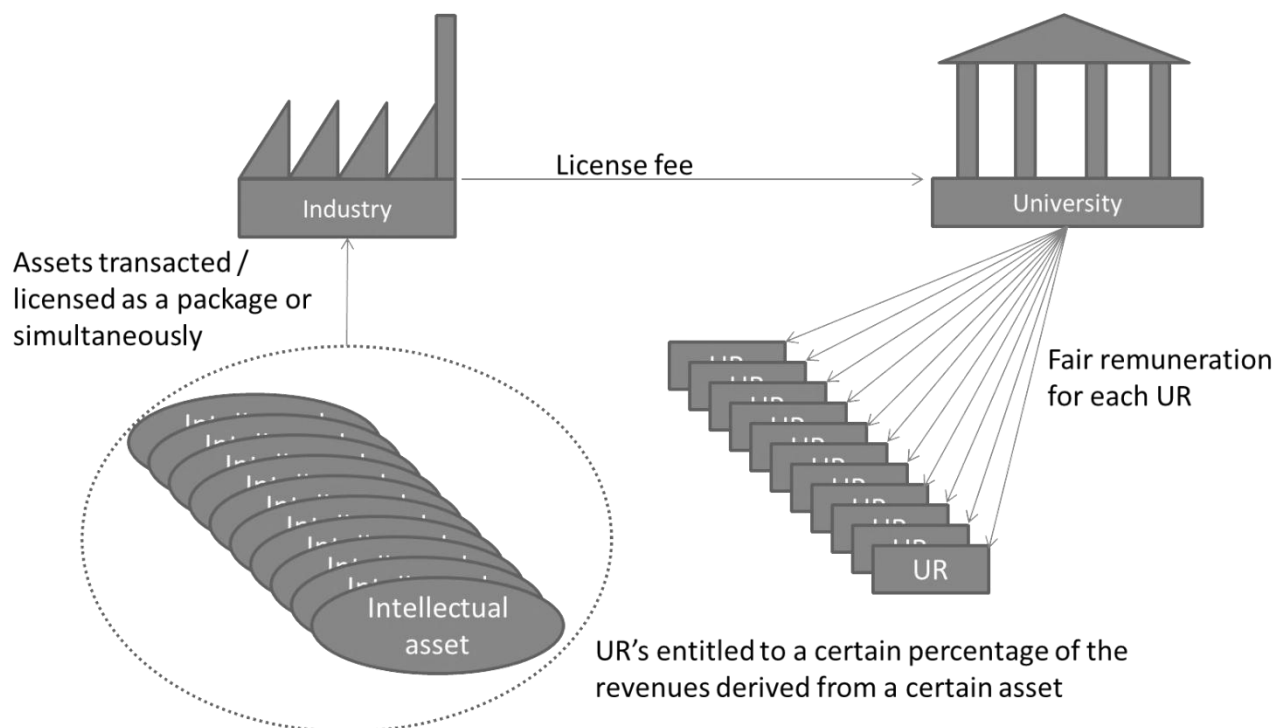 License fee
Industry
University
Assets transacted /
licensed as a package or
simultaneously
Fair remuneration
for each UR
UR
Intellectual
asset
UR's entitled to a certain percentage of the
revenues derived from a certain asset